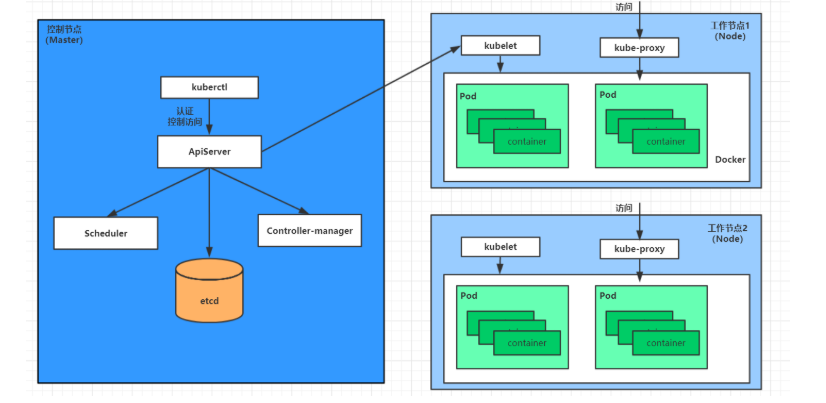 控制节点
(Master)
kuberctl
认证
控制访问
ApiServer
Scheduler
Controller-manager
etcd
访问
工作节点1
(Node)
kubelet
kube-proxy
Pod
container
Pod
container
Docker
访问
工作节点2
(Node)
kubelet
kube-proxy
Pod
container
Pod
container